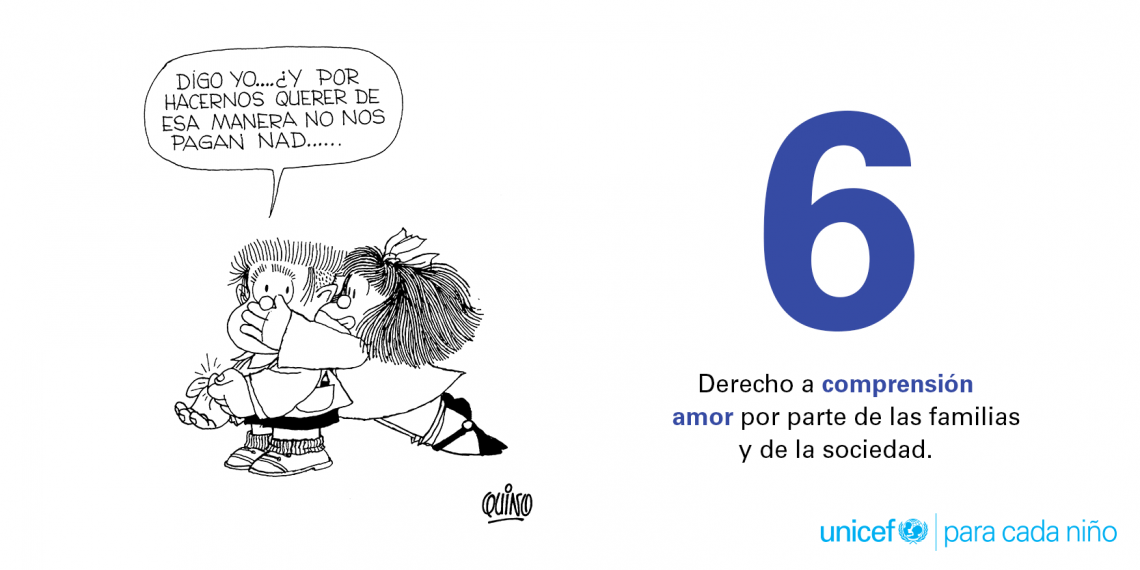 DIGO YO....¿Y POR
HACERNOS QUERER DE
ESA MANERA NO NOS
PAGAN NAD......
QUINO
6
Derecho a comprensión
amor por parte de las familias
y de la sociedad.
unicef para cada niño